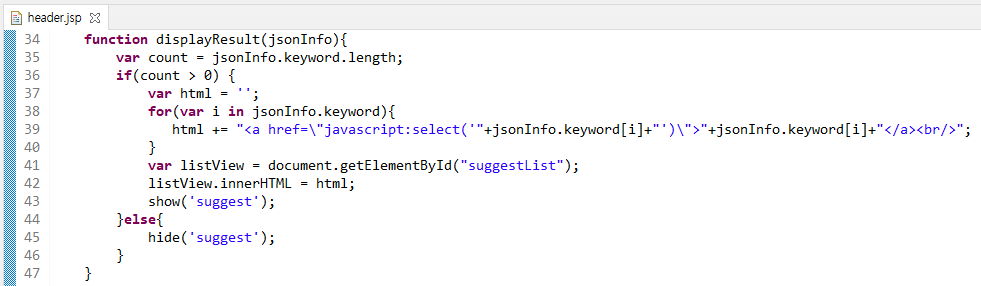 header.jsp
34 function displayResult(jsonInfo){
35 var count = jsonInfo.keyword.length;
36 if(count > 0) {
37 var html = '';
38 for(var i in jsonInfo.keyword){
39 html += "<a href=\"javascript:select('"+jsonInfo.keyword[i]+"')\">"+jsonInfo.keyword[i]+"</a><br/>";
40 }
41 var listView = document.getElementById("suggestList");
42 listView.innerHTML = html;
43 show('suggest');
44 }else{
45 hide('suggest');
46 }
47 }